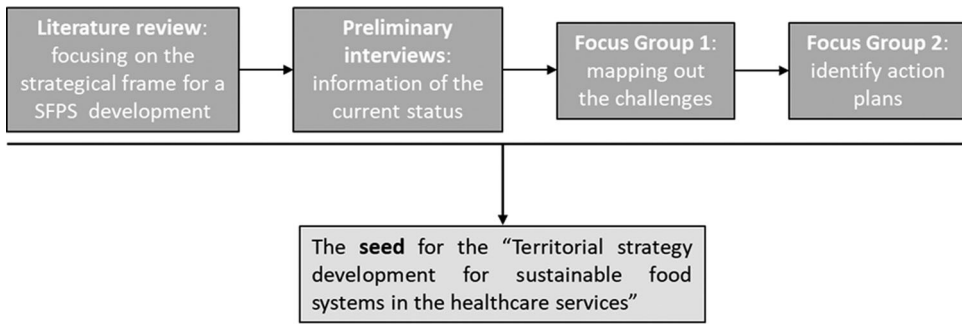 Literature review:
focusing on the
strategical frame for a
SFPS development
Preliminary
interviews:
information of the
current status
Focus Group 1:
mapping out
the challenges
Focus Group 2:
identify action
plans
The seed for the “Territorial strategy
development for sustainable food
systems in the healthcare services”